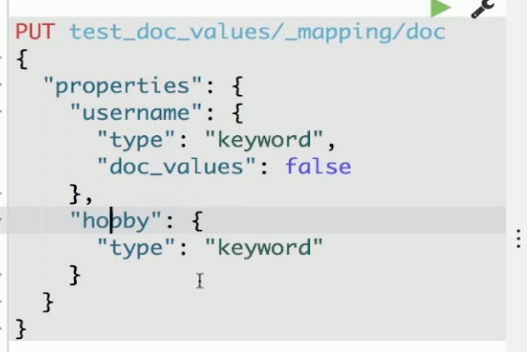 PUT test_doc_values/_mapping/doc
{
  "properties": {
    "username": {
      "type": "keyword",
      "doc_values": false
    },
    "hobby": {
      "type": "keyword"
    }
  }
}